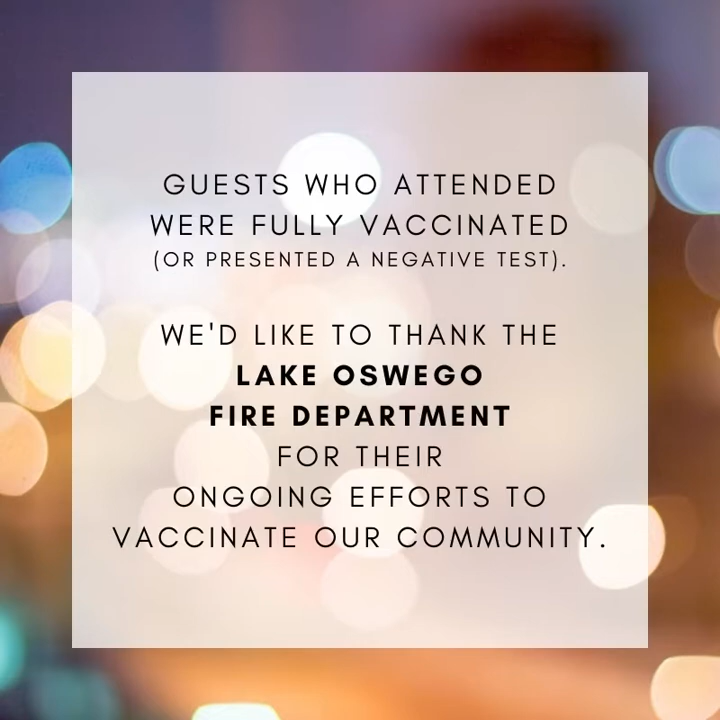 GUESTS WHO ATTENDED
WERE FULLY VACCINATED
(OR PRESENTED A NEGATIVE TEST).
WE'D LIKE TO THANK THE
LAKE OSWEGO
FIRE DEPARTMENT
FOR THEIR
ONGOING EFFORTS TO
VACCINATE OUR COMMUNITY.